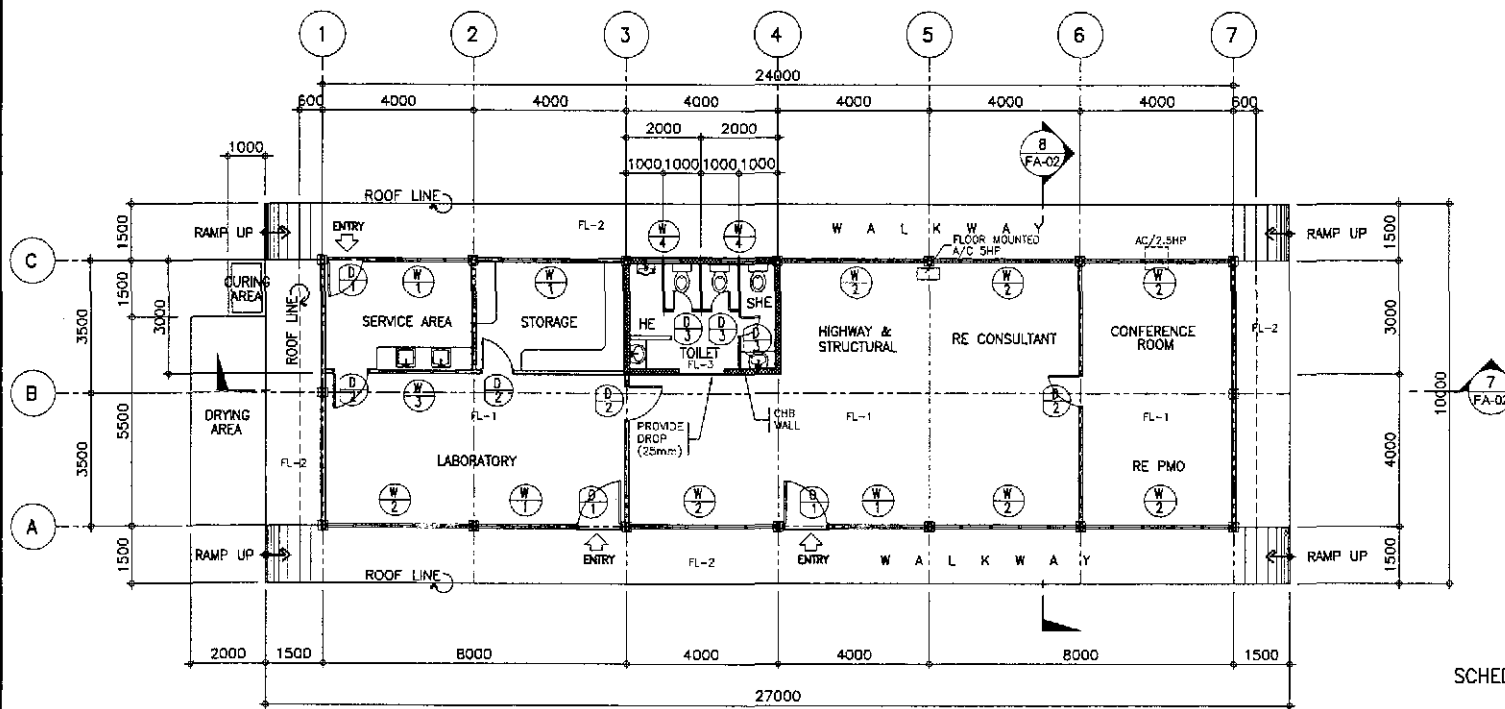 1 2 3 4 5 6 7
24000
600 4000 4000 4000 4000 4000 4000 600
2000 2000
1000 1000 1000 1000 1000
8
FA-02
ROOF LINE
1500 RAMP UP ENTRY FL-2 W 4 W 4 W A L K W A Y RAMP UP 1500
FLOOR MOUNTED
A/C 5HP
AC/2.5HP
C
D 1 W 1 W 1 W 2 W 2 W 2
CURING
AREA
1500 3500 3000 ROOF LINE
SERVICE AREA STORAGE HE SHE
D 3 D 3 D 3
TOILET
FL-3
HIGHWAY &
STRUCTURAL
RE CONSULTANT
CONFERENCE
ROOM
FL-2 3000 10000
7
FA-02
B
D 2 W 3 D 2 D 2 D 2
FL-1 FL-1 FL-1
DRYING
AREA
PROVIDE
DROP
(25mm)
CHB
WALL
5500 3500 4000
FL-2 LABORATORY RE PMO
W 2 W 1 D 1 W 2 D 1 W 1 W 2 W 2
A
1500 RAMP UP ENTRY FL-2 ENTRY W A L K W A Y RAMP UP 1500
ROOF LINE
2000 1500 8000 4000 4000 8000 1500
27000
SCHED